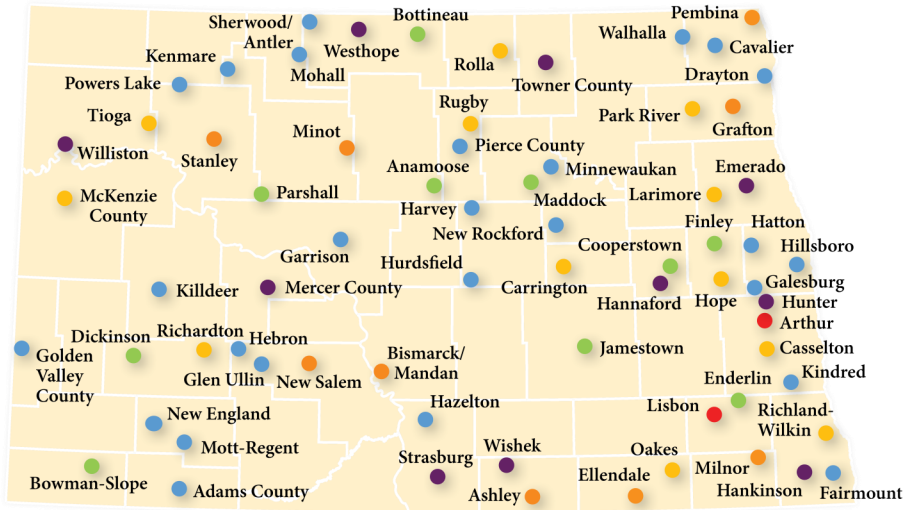 Sherwood/
Antler
Westhope
Bottineau
Pembina
Walhalla
Cavalier
Kenmare
Mohall
Rolla
Towner County
Drayton
Powers Lake
Tioga
Minot
Rugby
Park River
Grafton
Williston
Stanley
Pierce County
Anamoose
Minnewaukan
Emerado
McKenzie
County
Parshall
Maddock
Larimore
Harvey
New Rockford
Finley
Hatton
Garrison
Hurdsfield
Cooperstown
Hillsboro
Killdeer
Mercer County
Carrington
Hannaford
Hope
Galesburg
Hunter
Arthur
Dickinson
Richardton
Hebron
Golden
Valley
County
Glen Ullin
New Salem
Bismarck/
Mandan
Jamestown
Casselton
Enderlin
Kindred
New England
Hazelton
Lisbon
Richland-
Wilkin
Mott-Regent
Wishek
Oakes
Strasburg
Bowman-Slope
Adams County
Ashley
Ellendale
Milnor
Hankinson
Fairmount